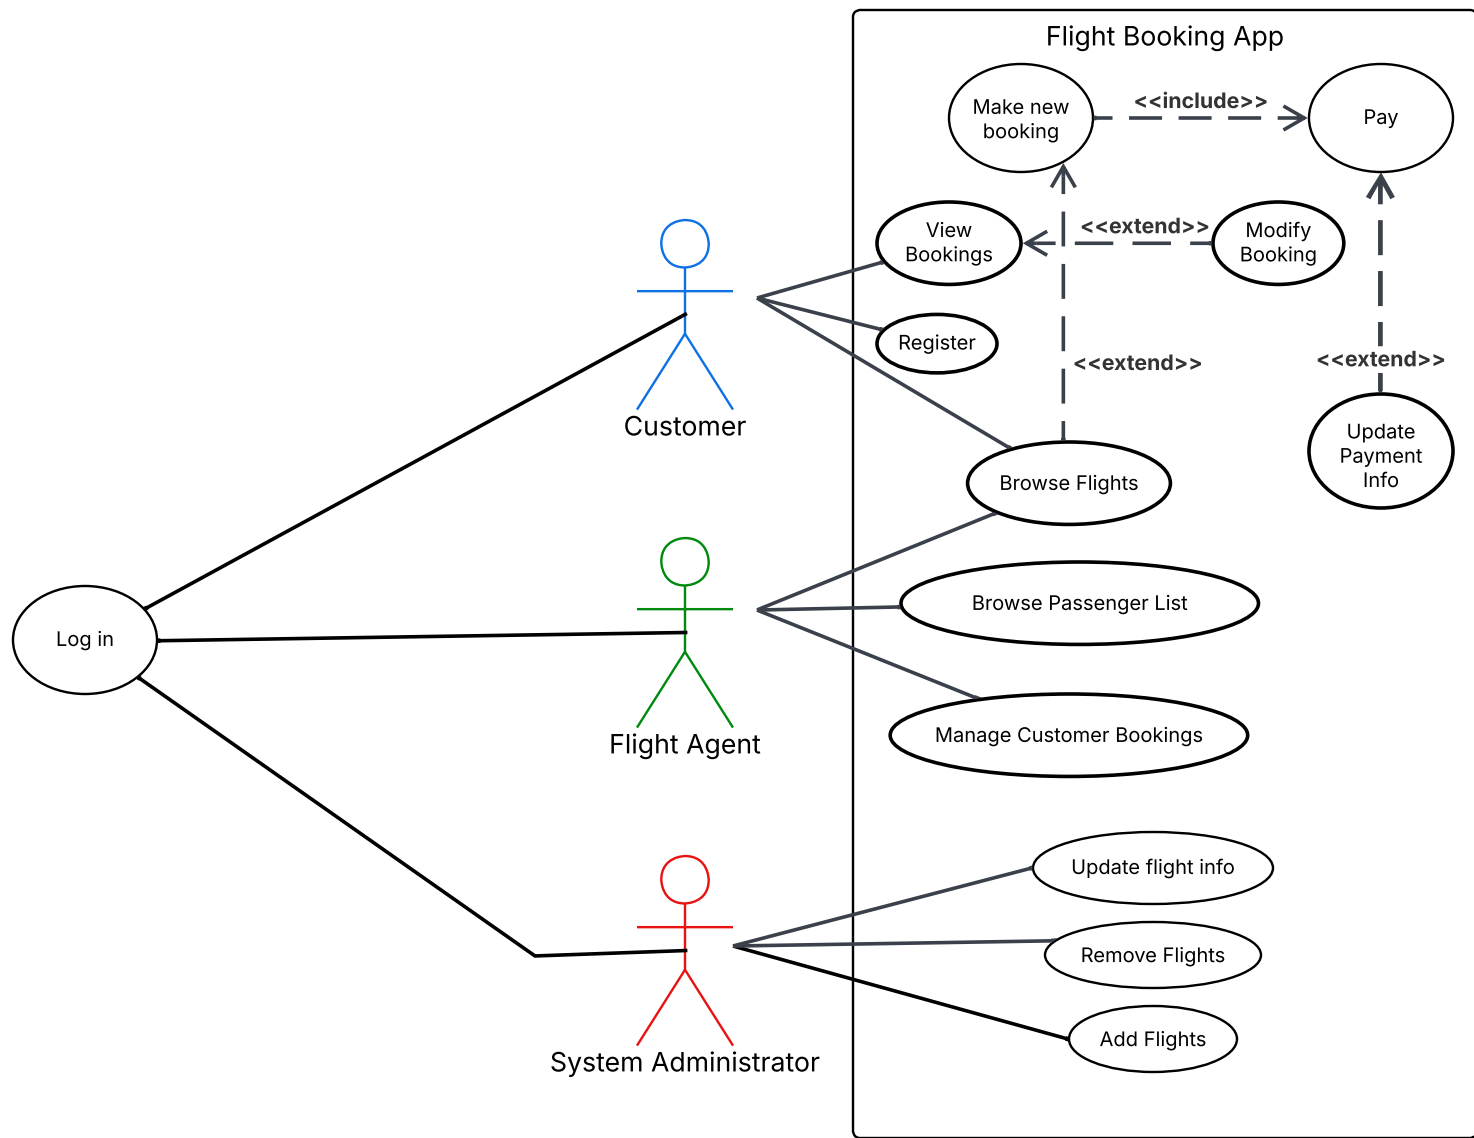 Flight Booking App
Make new
booking
<<include>>
Pay
View
Bookings
<<extend>>
Modify
Booking
Register
<<extend>>
<<extend>>
Customer
Update
Payment
Info
Browse Flights
Browse Passenger List
Log in
Flight Agent
Manage Customer Bookings
Update flight info
Remove Flights
Add Flights
System Administrator